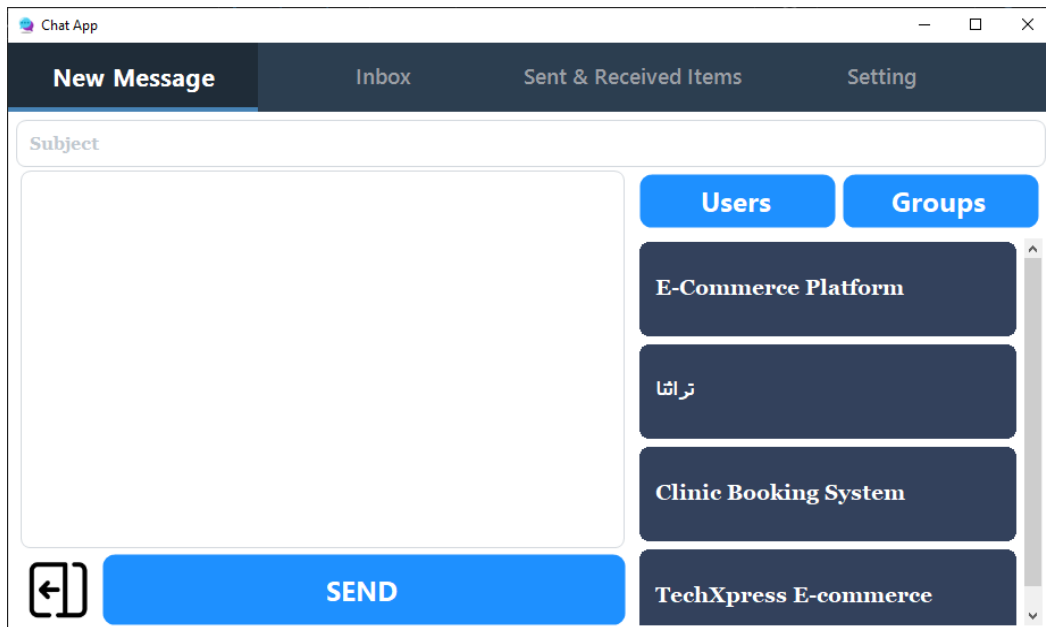 Chat App
New Message
Inbox
Sent & Received Items
Setting
Subject
Users
Groups
E-Commerce Platform
تراثنا
Clinic Booking System
TechXpress E-commerce
SEND